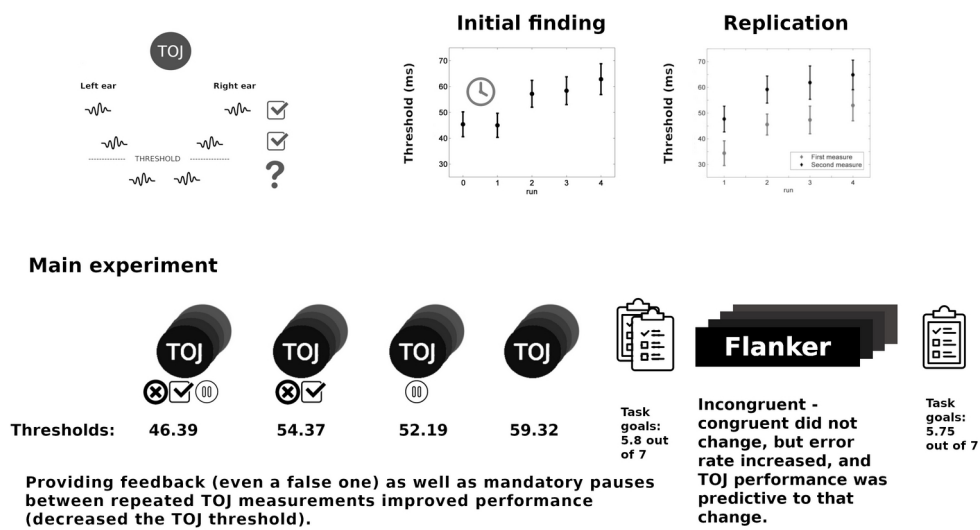 TOJ
Left ear
Right ear
THRESHOLD
?
Initial finding
Threshold (ms)
70
60
50
40
30
0 1 2 3 4
run
Replication
Threshold (ms)
70
60
50
40
30
1 2 3 4
run
First measure
Second measure
Main experiment
TOJ TOJ TOJ TOJ
Flanker
Thresholds: 46.39 54.37 52.19 59.32
Task
goals:
5.8 out
of 7
Incongruent -
congruent did not
change, but error
rate increased, and
TOJ performance was
predictive to that
change.
Task
goals:
5.75
out of 7
Providing feedback (even a false one) as well as mandatory pauses
between repeated TOJ measurements improved performance
(decreased the TOJ threshold).